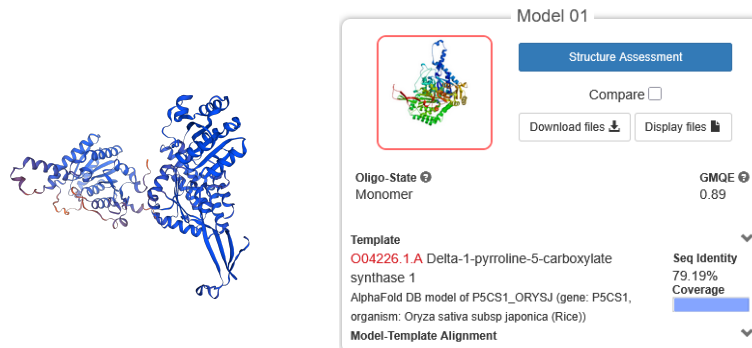 Model 01
Structure Assessment
Compare
Download files
Display files
Oligo-State
Monomer
GMQE
0.89
Template
O04226.1.A Delta-1-pyrroline-5-carboxylate
synthase 1
AlphaFold DB model of P5CS1_ORYSJ (gene: P5CS1,
organism: Oryza sativa subsp japonica (Rice))
Seq Identity
79.19%
Coverage
Model-Template Alignment